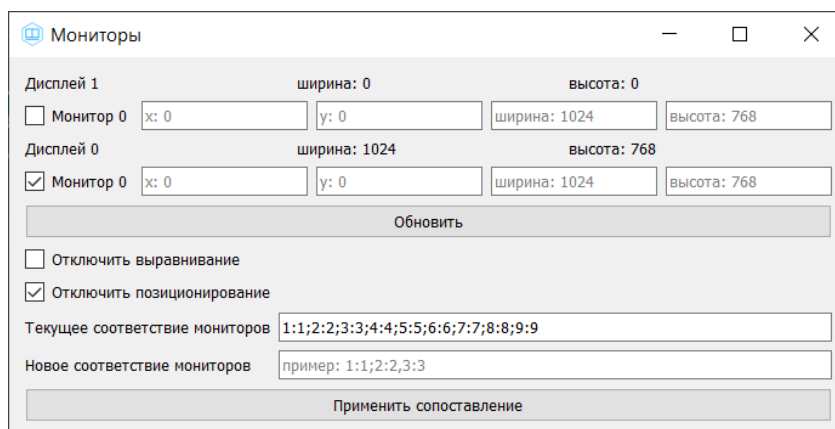 Мониторы
Дисплей 1 ширина: 0 высота: 0
Монитор 0 x: 0 y: 0 ширина: 1024 высота: 768
Дисплей 0 ширина: 1024 высота: 768
Монитор 0 x: 0 y: 0 ширина: 1024 высота: 768
Обновить
Отключить выравнивание
Отключить позиционирование
Текущее соответствие мониторов 1:1;2:2;3:3;4:4;5:5;6:6;7:7;8:8;9:9
Новое соответствие мониторов пример: 1:1;2:2,3:3
Применить сопоставление